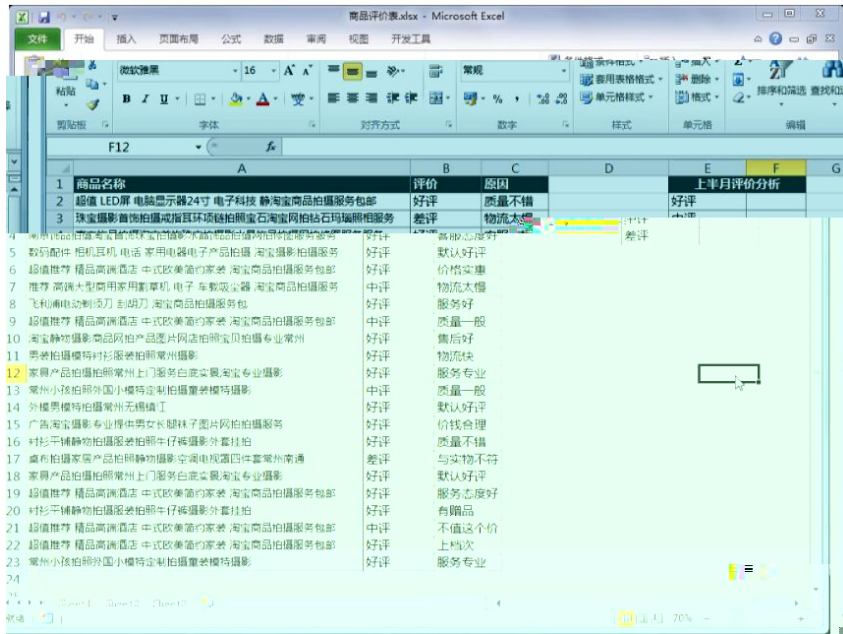 商品评价表.xlsx - Microsoft Excel
文件 开始 插入 页面布局 公式 数据 审阅 视图 开发工具
微软雅黑 16 常规 条件格式 插入
粘贴 套用表格格式 删除 排序和筛选
B I U % 单元格样式 格式
剪贴板 字体 对齐方式 数字 样式 单元格 编辑
F12 fx
A B C D E F G
1 商品名称 评价 原因 上半月评价分析
2 超值 LED屏 电脑显示器24寸 电子科技 静淘宝商品拍摄服务包邮 好评 质量不错 好评
3 珠宝摄影首饰拍摄戒指耳环项链拍照宝石淘宝网拍钻石玛瑙照相服务 差评 物流太慢 中评
4 好评 客服态度好 差评
5 数码配件 相机耳机 电话 家用电器电子产品拍摄 淘宝摄影拍摄服务 好评 默认好评
6 超值推荐 精品高端酒店 中式欧美简约家装 淘宝商品拍摄服务包邮 好评 价格实惠
7 推荐 高端大型商用家用割草机 电子 车载吸尘器 淘宝商品拍摄服务 中评 物流太慢
8 飞利浦电动剃须刀 刮胡刀 淘宝商品拍摄服务包 好评 服务好
9 超值推荐 精品高端酒店 中式欧美简约家装 淘宝商品拍摄服务包邮 中评 质量一般
10 淘宝静物摄影商品网拍产品图片网店拍照宝贝拍摄专业常州 好评 售后好
11 男装拍摄模特衬衫服装拍照常州摄影 好评 物流快
12 家具产品拍摄拍照常州上门服务白底实景淘宝专业摄影 好评 服务专业
13 常州小孩拍照外国小模特定制拍摄童装模特摄影 中评 质量一般
14 外模男模特拍摄常州无锡镇江 好评 默认好评
15 广告淘宝摄影专业提供男女长腿袜子图片网拍拍摄服务 好评 价钱合理
16 衬衫平铺静物拍摄服装拍照牛仔裤摄影外套挂拍 好评 质量不错
17 桌布拍摄家居产品拍照静物摄影空调电视罩四件套常州南通 差评 与实物不符
18 家具产品拍摄拍照常州上门服务白底实景淘宝专业摄影 好评 默认好评
19 超值推荐 精品高端酒店 中式欧美简约家装 淘宝商品拍摄服务包邮 好评 服务态度好
20 衬衫平铺静物拍摄服装拍照牛仔裤摄影外套挂拍 好评 有赠品
21 超值推荐 精品高端酒店 中式欧美简约家装 淘宝商品拍摄服务包邮 中评 不值这个价
22 超值推荐 精品高端酒店 中式欧美简约家装 淘宝商品拍摄服务包邮 好评 上档次
23 常州小孩拍照外国小模特定制拍摄童装模特摄影 好评 服务专业
24
Sheet1 Sheet2 Sheet3
就绪 70%